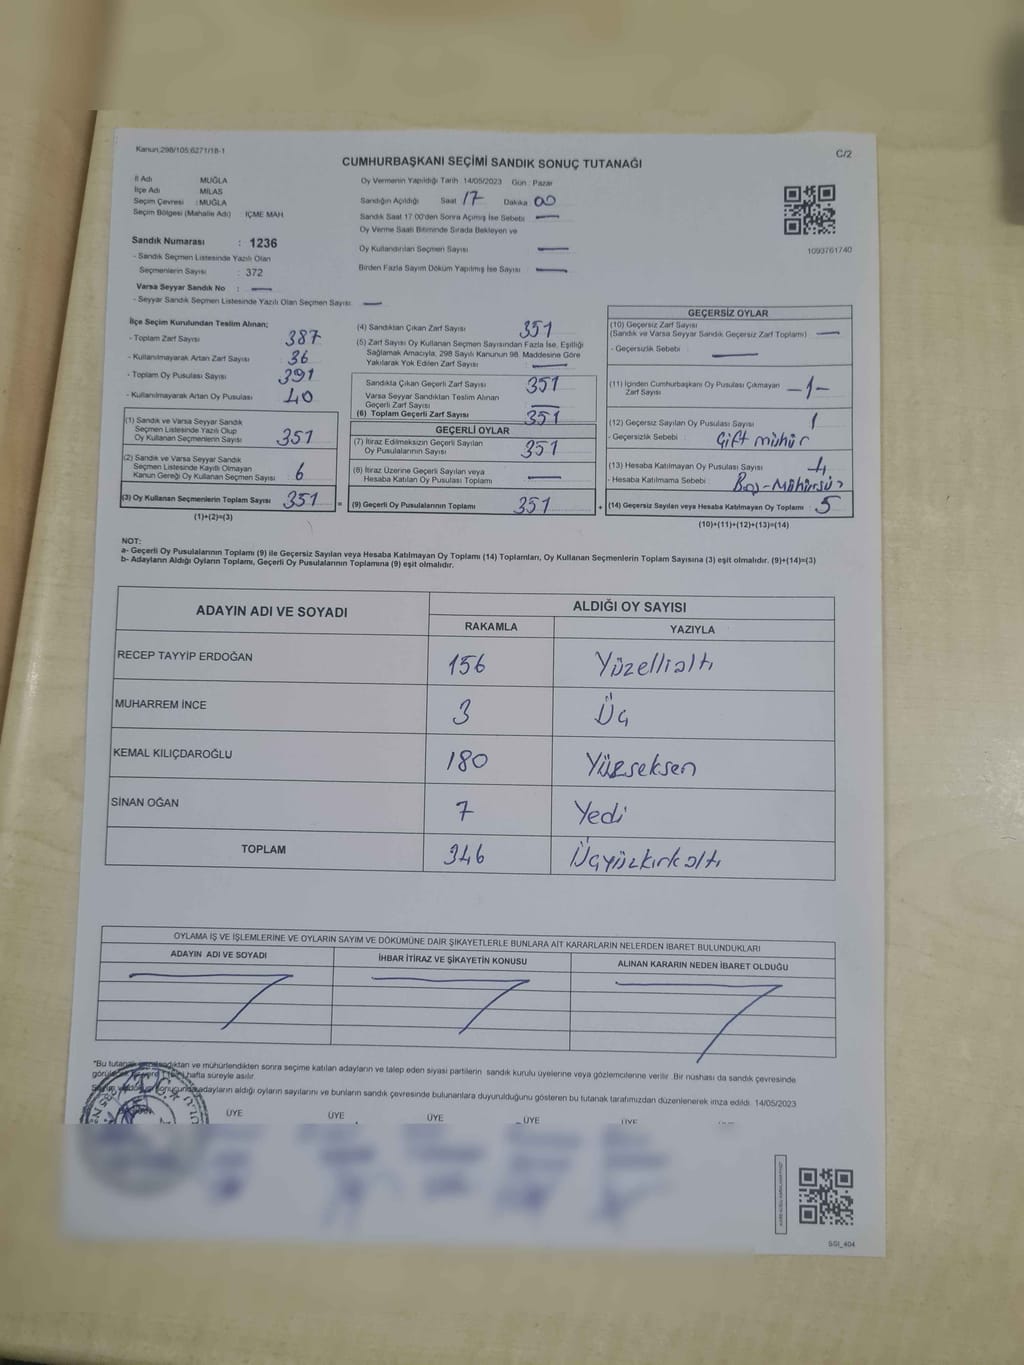 Kanun:298/105;6271/18-1
C/2
CUMHURBAŞKANI SEÇİMİ SANDIK SONUÇ TUTANAĞI
İl Adı MUĞLA
İlçe Adı MİLAS
Seçim Çevresi : MUĞLA
Seçim Bölgesi (Mahalle Adı) : İÇME MAH
Oy Vermenin Yapıldığı Tarih : 14/05/2023 Gün : Pazar
Sandığın Açıldığı Saat 17 Dakika 00
Sandık Saat 17:00'den Sonra Açılmış İse Sebebi —
Oy Verme Saati Bitiminde Sırada Bekleyen ve
Oy Kullandırılan Seçmen Sayısı —
Birden Fazla Sayım Döküm Yapılmış İse Sayısı —
1093761740
Sandık Numarası : 1236
- Sandık Seçmen Listesinde Yazılı Olan
Seçmenlerin Sayısı : 372
Varsa Seyyar Sandık No : —
- Seyyar Sandık Seçmen Listesinde Yazılı Olan Seçmen Sayısı: —
İlçe Seçim Kurulundan Teslim Alınan;
- Toplam Zarf Sayısı : 387
- Kullanılmayarak Artan Zarf Sayısı : 36
- Toplam Oy Pusulası Sayısı : 391
- Kullanılmayarak Artan Oy Pusulası : 40
(1) Sandık ve Varsa Seyyar Sandık
Seçmen Listesinde Yazılı Olup
Oy Kullanan Seçmenlerin Sayısı : 351
(2) Sandık ve Varsa Seyyar Sandık
Seçmen Listesinde Kayıtlı Olmayan
Kanun Gereği Oy Kullanan Seçmen Sayısı : 6
(3) Oy Kullanan Seçmenlerin Toplam Sayısı : 351
(1)+(2)=(3)
(4) Sandıktan Çıkan Zarf Sayısı : 351
(5) Zarf Sayısı Oy Kullanan Seçmen Sayısından Fazla İse, Eşitliği
Sağlamak Amacıyla, 298 Sayılı Kanunun 98. Maddesine Göre
Yakılarak Yok Edilen Zarf Sayısı : —
Sandıkla Çıkan Geçerli Zarf Sayısı : 351
Varsa Seyyar Sandıktan Teslim Alınan
Geçerli Zarf Sayısı : —
(6) Toplam Geçerli Zarf Sayısı : 351
GEÇERLİ OYLAR
(7) İtiraz Edilmeksizin Geçerli Sayılan
Oy Pusulalarının Sayısı : 351
(8) İtiraz Üzerine Geçerli Sayılan veya
Hesaba Katılan Oy Pusulası Toplamı : —
= (9) Geçerli Oy Pusulalarının Toplamı : 351 +
GEÇERSİZ OYLAR
(10) Geçersiz Zarf Sayısı
(Sandık ve Varsa Seyyar Sandık Geçersiz Zarf Toplamı) : —
- Geçersizlik Sebebi : —
(11) İçinden Cumhurbaşkanı Oy Pusulası Çıkmayan
Zarf Sayısı : -1-
(12) Geçersiz Sayılan Oy Pusulası Sayısı : 1
- Geçersizlik Sebebi : Çift mühür
(13) Hesaba Katılmayan Oy Pusulası Sayısı : 4
- Hesaba Katılmama Sebebi : Boş-Mühürsüz
(14) Geçersiz Sayılan veya Hesaba Katılmayan Oy Toplamı : 5
(10)+(11)+(12)+(13)=(14)
NOT:
a- Geçerli Oy Pusulalarının Toplamı (9) ile Geçersiz Sayılan veya Hesaba Katılmayan Oy Toplamı (14) Toplamları, Oy Kullanan Seçmenlerin Toplam Sayısına (3) eşit olmalıdır. (9)+(14)=(3)
b- Adayların Aldığı Oyların Toplamı, Geçerli Oy Pusulalarının Toplamına (9) eşit olmalıdır.
ADAYIN ADI VE SOYADI ALDIĞI OY SAYISI
RAKAMLA YAZIYLA
RECEP TAYYİP ERDOĞAN 156 Yüzellialtı
MUHARREM İNCE 3 Üç
KEMAL KILIÇDAROĞLU 180 Yüzseksen
SİNAN OĞAN 7 Yedi
TOPLAM 346 Üçyüzkırkaltı
OYLAMA İŞ VE İŞLEMLERİNE VE OYLARIN SAYIM VE DÖKÜMÜNE DAİR ŞİKAYETLERLE BUNLARA AİT KARARLARIN NELERDEN İBARET BULUNDUKLARI
ADAYIN ADI VE SOYADI İHBAR İTİRAZ VE ŞİKAYETİN KONUSU ALINAN KARARIN NEDEN İBARET OLDUĞU
*Bu tutanak ve mühürlendikten sonra seçime katılan adayların ve talep eden siyasi partilerin sandık kurulu üyelerine veya gözlemcilerine verilir. Bir nüshası da sandık çevresinde
hafta süreyle asılır.
adayların aldığı oyların sayılarını ve bunların sandık çevresinde bulunanlara duyurulduğunu gösteren bu tutanak tarafımızdan düzenlenerek imza edildi. 14/05/2023
ÜYE ÜYE ÜYE ÜYE ÜYE
SGI_404